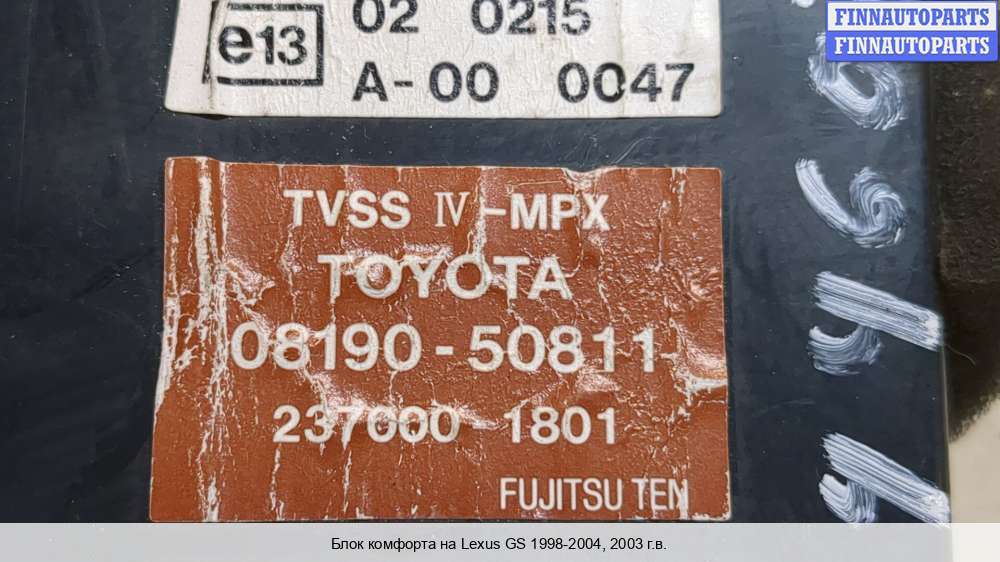 FINNAUTOPARTS
FINNAUTOPARTS
e13
02 0215
A-00 0047
TVSS IV-MPX
TOYOTA
08190-50811
237000 1801
FUJITSU TEN
Блок комфорта на Lexus GS 1998-2004, 2003 г.в.